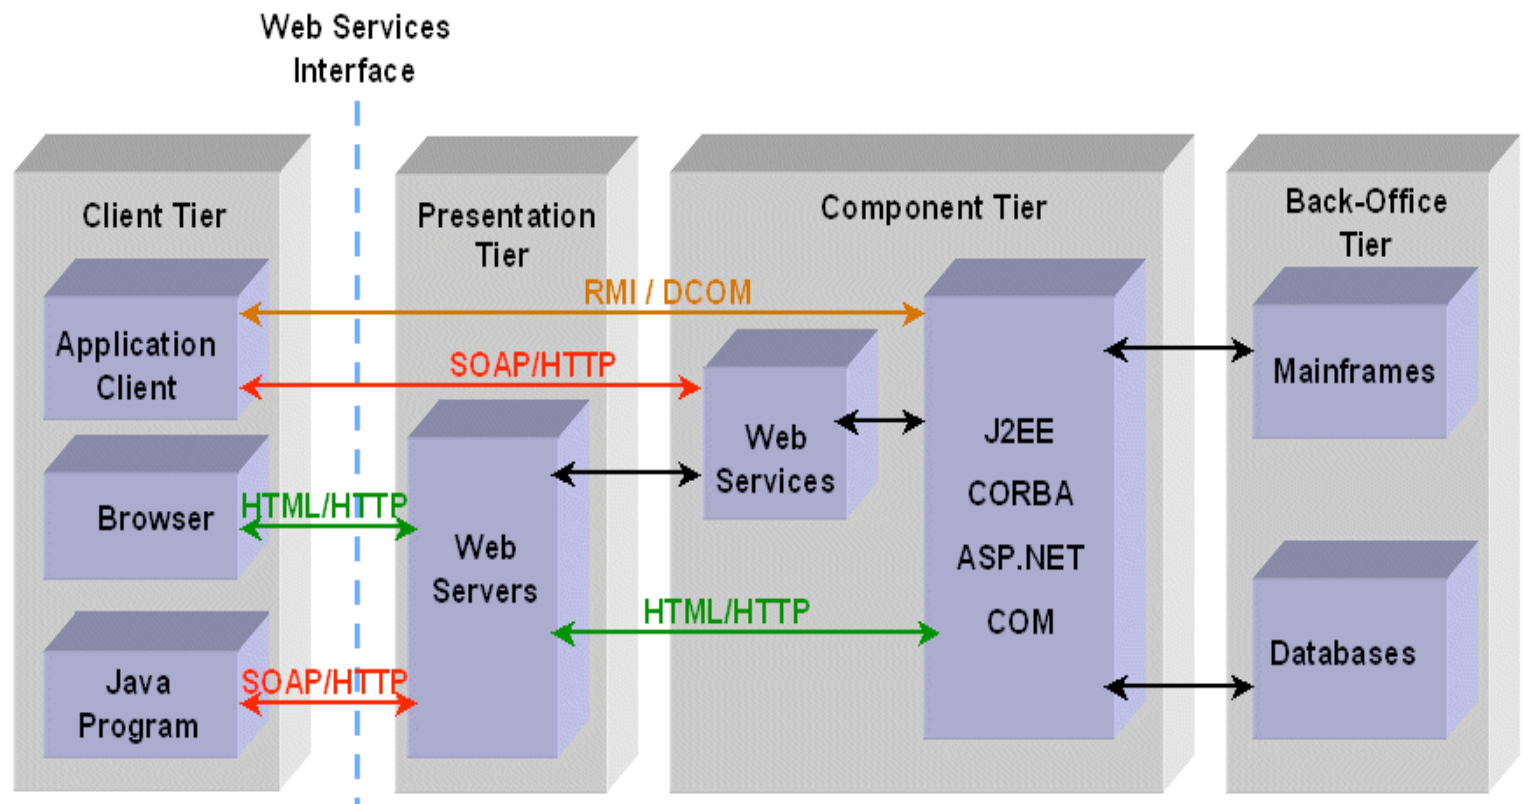 Web Services
Interface
Client Tier
Application
Client
Browser
Java
Program
Presentation
Tier
Web
Servers
Component Tier
Web
Services
J2EE
CORBA
ASP.NET
COM
Back-Office
Tier
Mainframes
Databases
RMI / DCOM
SOAP/HTTP
HTML/HTTP
HTML/HTTP
SOAP/HTTP